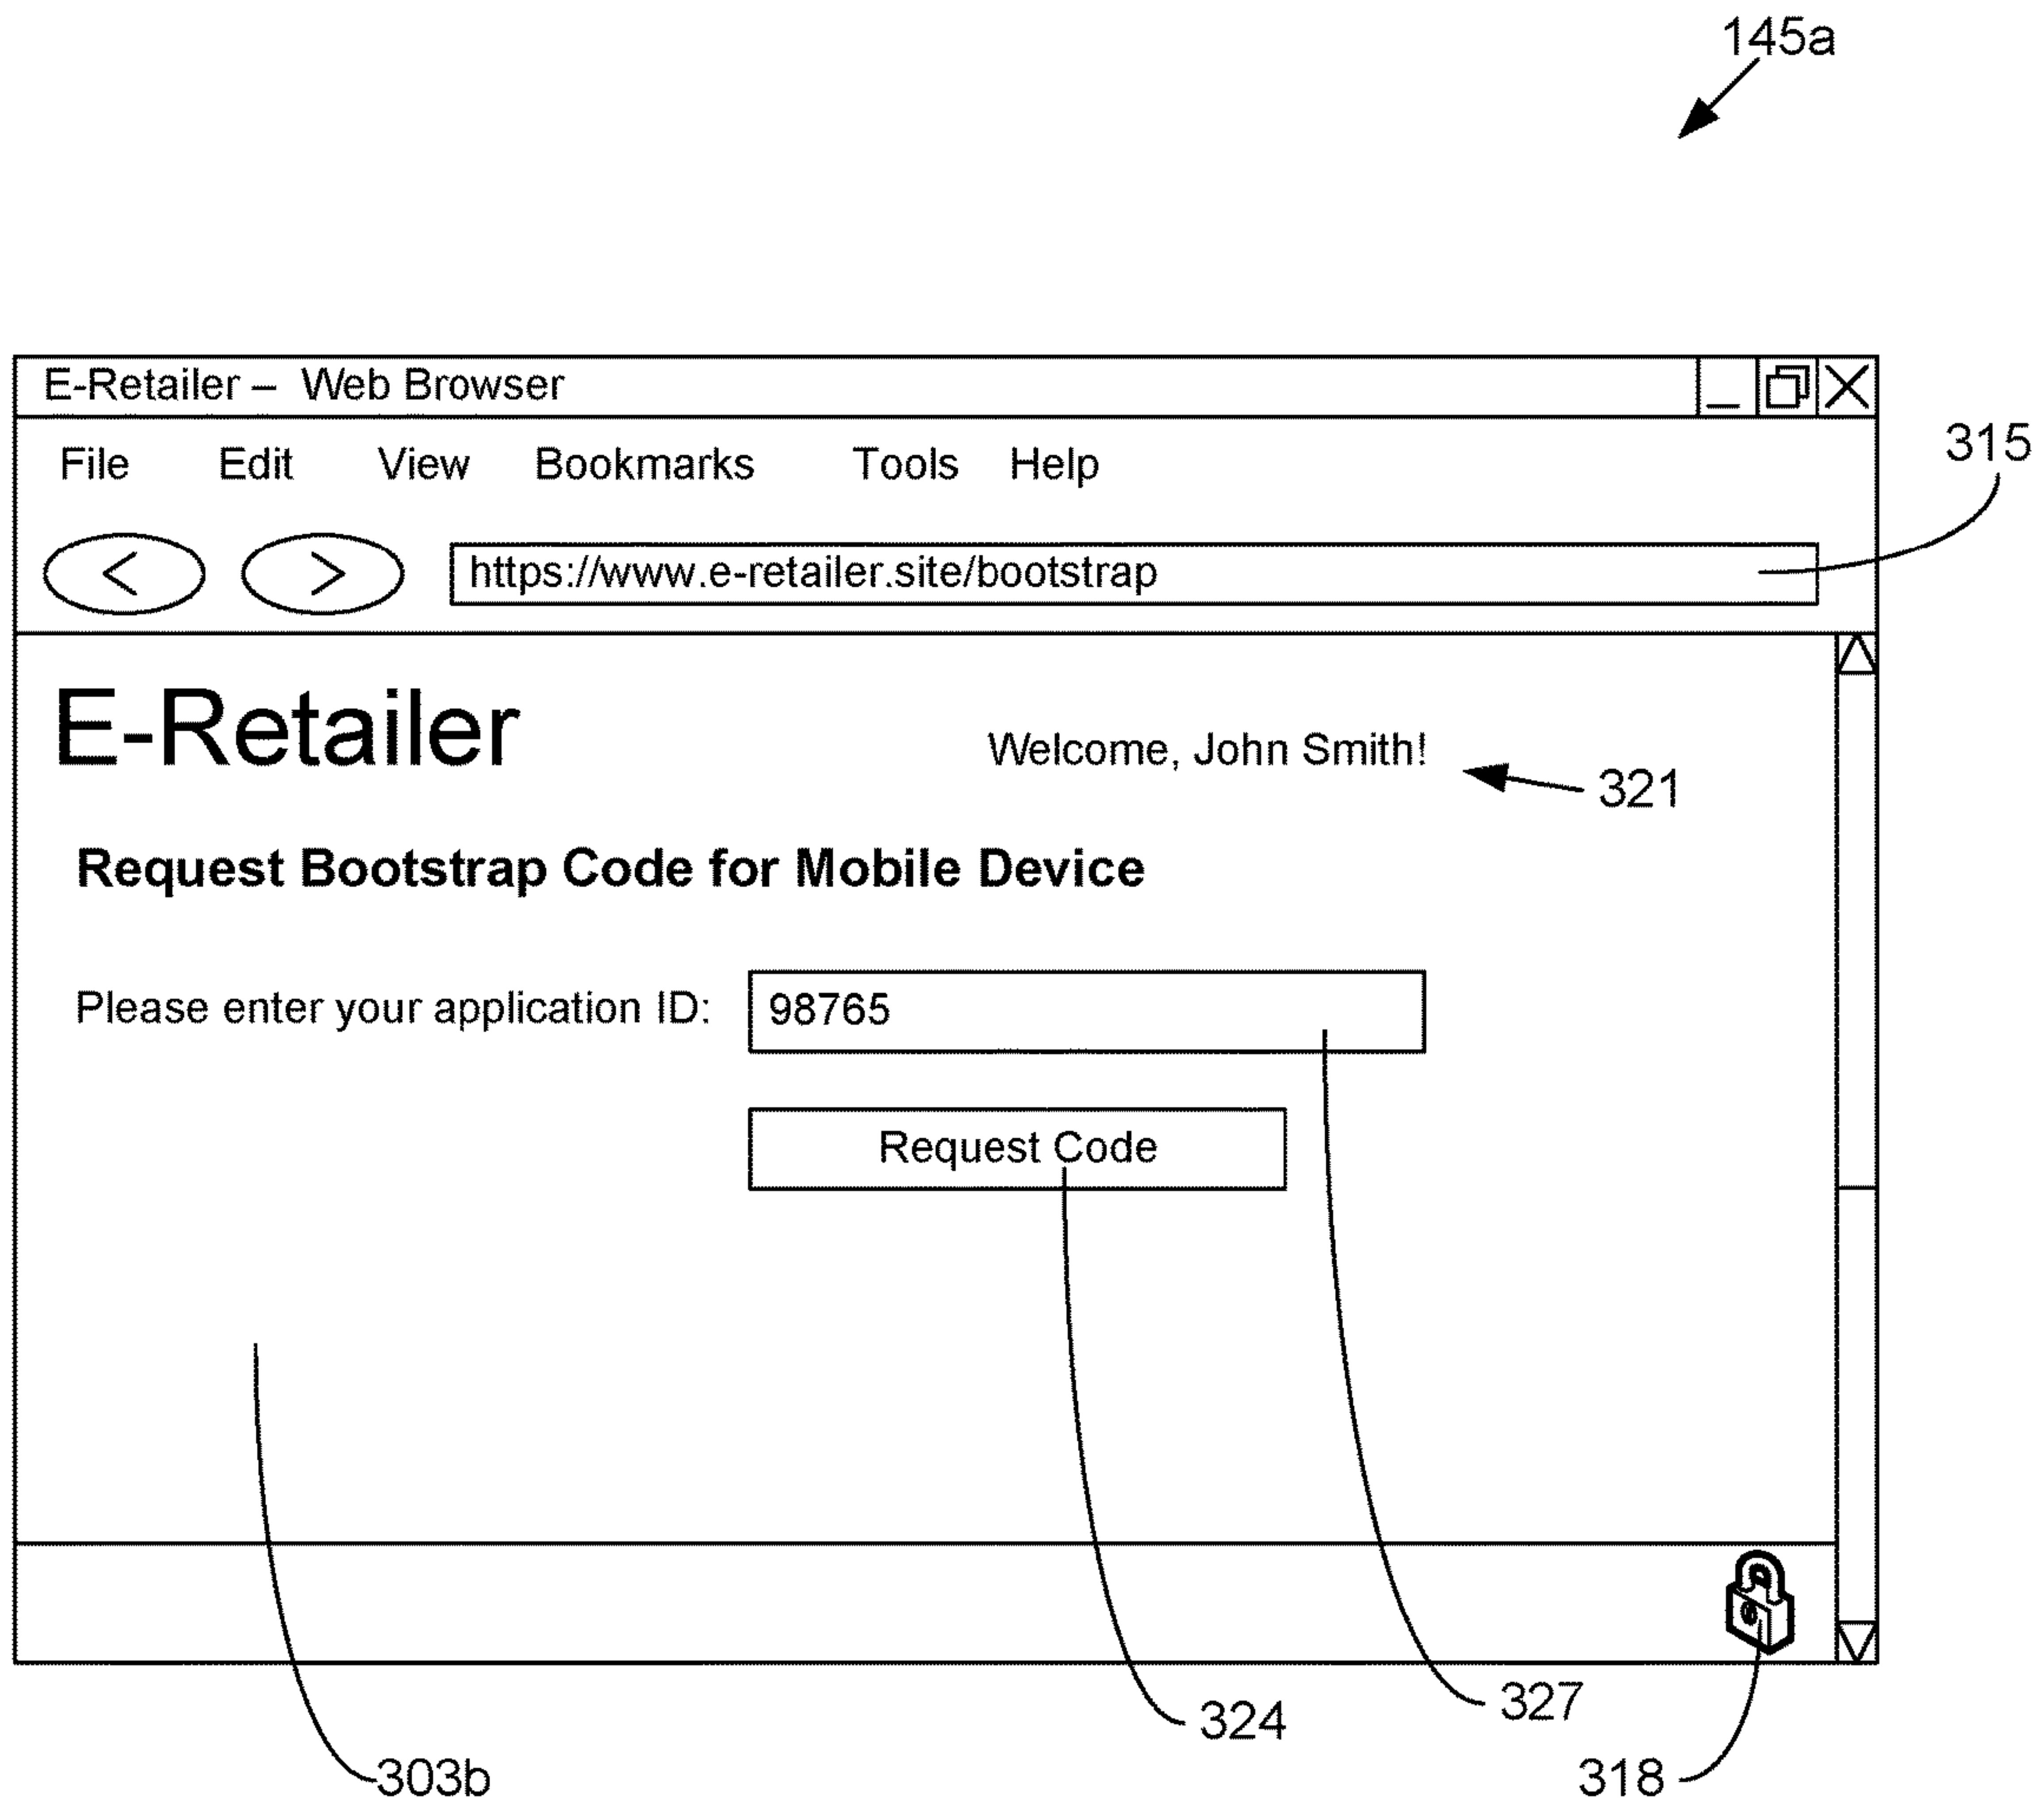 145a
E-Retailer – Web Browser
File Edit View Bookmarks Tools Help
315
< > https://www.e-retailer.site/bootstrap
E-Retailer
Welcome, John Smith!
321
Request Bootstrap Code for Mobile Device
Please enter your application ID: 98765
Request Code
324
327
303b
318